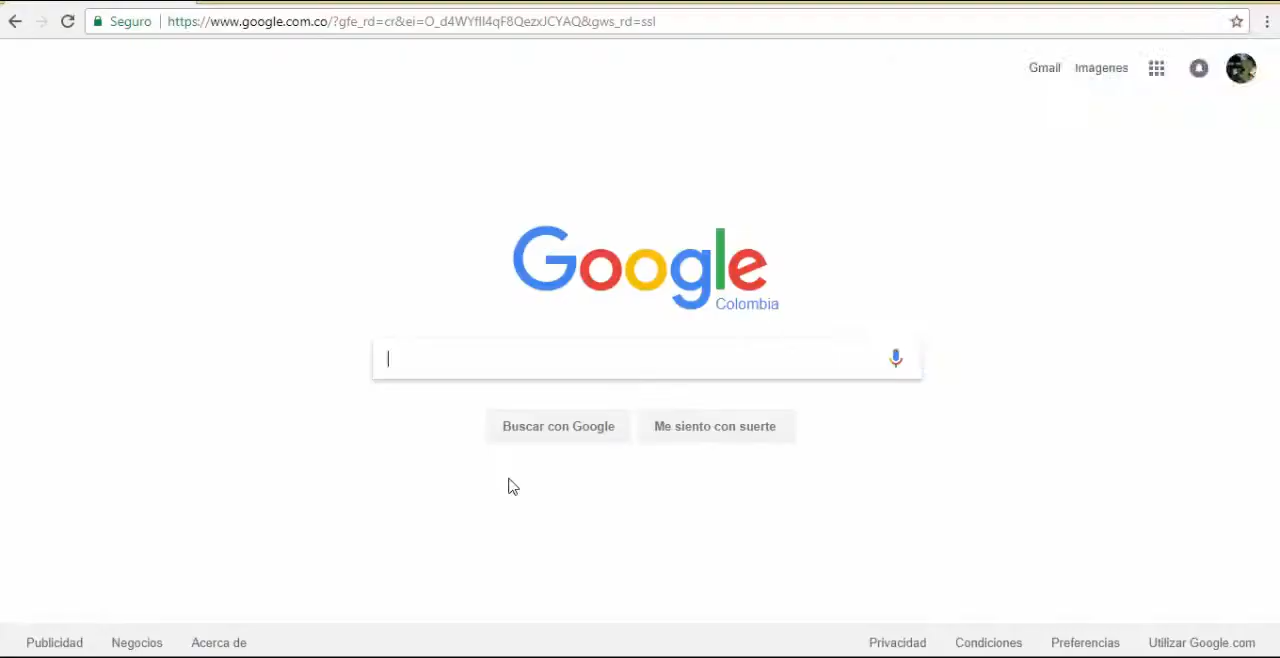 Seguro https://www.google.com.co/?gfe_rd=cr&ei=O_d4WYflI4qF8QezxJCYAQ&gws_rd=ssl
Gmail Imágenes
Google
Colombia
Buscar con Google Me siento con suerte
Publicidad Negocios Acerca de Privacidad Condiciones Preferencias Utilizar Google.com